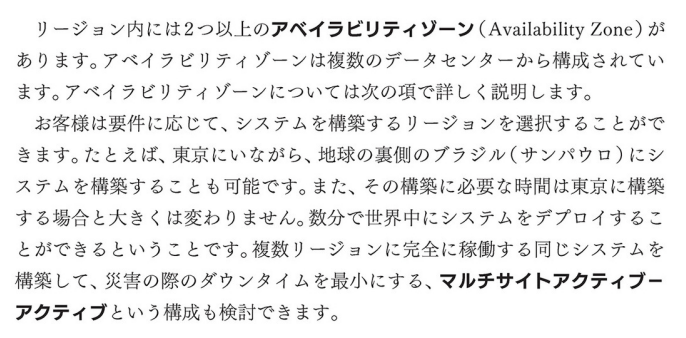 リージョン内には2つ以上のアベイラビリティゾーン（Availability Zone）が
あります。アベイラビリティゾーンは複数のデータセンターから構成されてい
ます。アベイラビリティゾーンについては次の項で詳しく説明します。
お客様は要件に応じて、システムを構築するリージョンを選択することがで
きます。たとえば、東京にいながら、地球の裏側のブラジル（サンパウロ）にシ
ステムを構築することも可能です。また、その構築に必要な時間は東京に構築
する場合と大きくは変わりません。数分で世界中にシステムをデプロイするこ
とができるということです。複数リージョンに完全に稼働する同じシステムを
構築して、災害の際のダウンタイムを最小にする、マルチサイトアクティブー
アクティブという構成も検討できます。